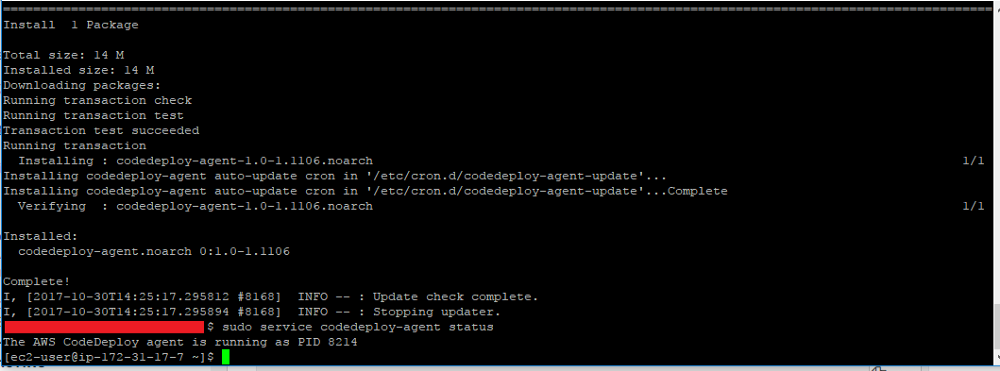 ================================================================================
Install  1 Package
Total size: 14 M
Installed size: 14 M
Downloading packages:
Running transaction check
Running transaction test
Transaction test succeeded
Running transaction
  Installing : codedeploy-agent-1.0-1.1106.noarch 1/1
Installing codedeploy-agent auto-update cron in '/etc/cron.d/codedeploy-agent-update'...
Installing codedeploy-agent auto-update cron in '/etc/cron.d/codedeploy-agent-update'...Complete
  Verifying  : codedeploy-agent-1.0-1.1106.noarch 1/1
Installed:
  codedeploy-agent.noarch 0:1.0-1.1106
Complete!
I, [2017-10-30T14:25:17.295812 #8168]  INFO -- : Update check complete.
I, [2017-10-30T14:25:17.295894 #8168]  INFO -- : Stopping updater.
$ sudo service codedeploy-agent status
The AWS CodeDeploy agent is running as PID 8214
[ec2-user@ip-172-31-17-7 ~]$